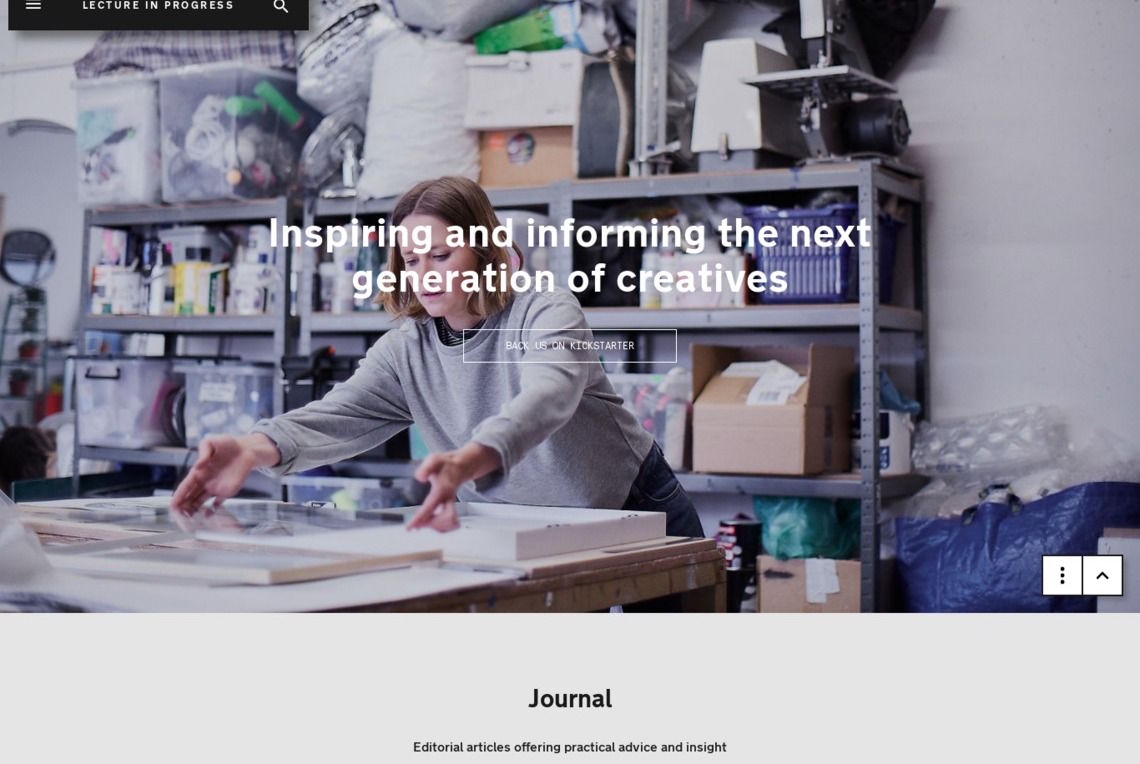 LECTURE IN PROGRESS
Inspiring and informing the next
generation of creatives
BACK US ON KICKSTARTER
Journal
Editorial articles offering practical advice and insight